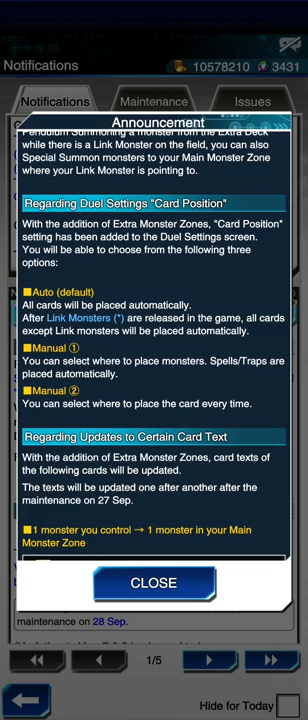 Notifications
10578210
3431
Notifications
Maintenance
Issues
Announcement
Pendulum Summoning a monster from the Extra Deck
while there is a Link Monster on the field, you can also
Special Summon monsters to your Main Monster Zone
where your Link Monster is pointing to.
Regarding Duel Settings "Card Position"
With the addition of Extra Monster Zones, "Card Position"
setting has been added to the Duel Settings screen.
You will be able to choose from the following three
options:
■Auto (default)
All cards will be placed automatically.
After Link Monsters (*) are released in the game, all cards
except Link monsters will be placed automatically.
■Manual ①
You can select where to place monsters. Spells/Traps are
placed automatically.
■Manual ②
You can select where to place the card every time.
Regarding Updates to Certain Card Text
With the addition of Extra Monster Zones, card texts of
the following cards will be updated.
The texts will be updated one after another after the
maintenance on 27 Sep.
■1 monster you control → 1 monster in your Main
Monster Zone
CLOSE
maintenance on 28 Sep.
1/5
Hide for Today